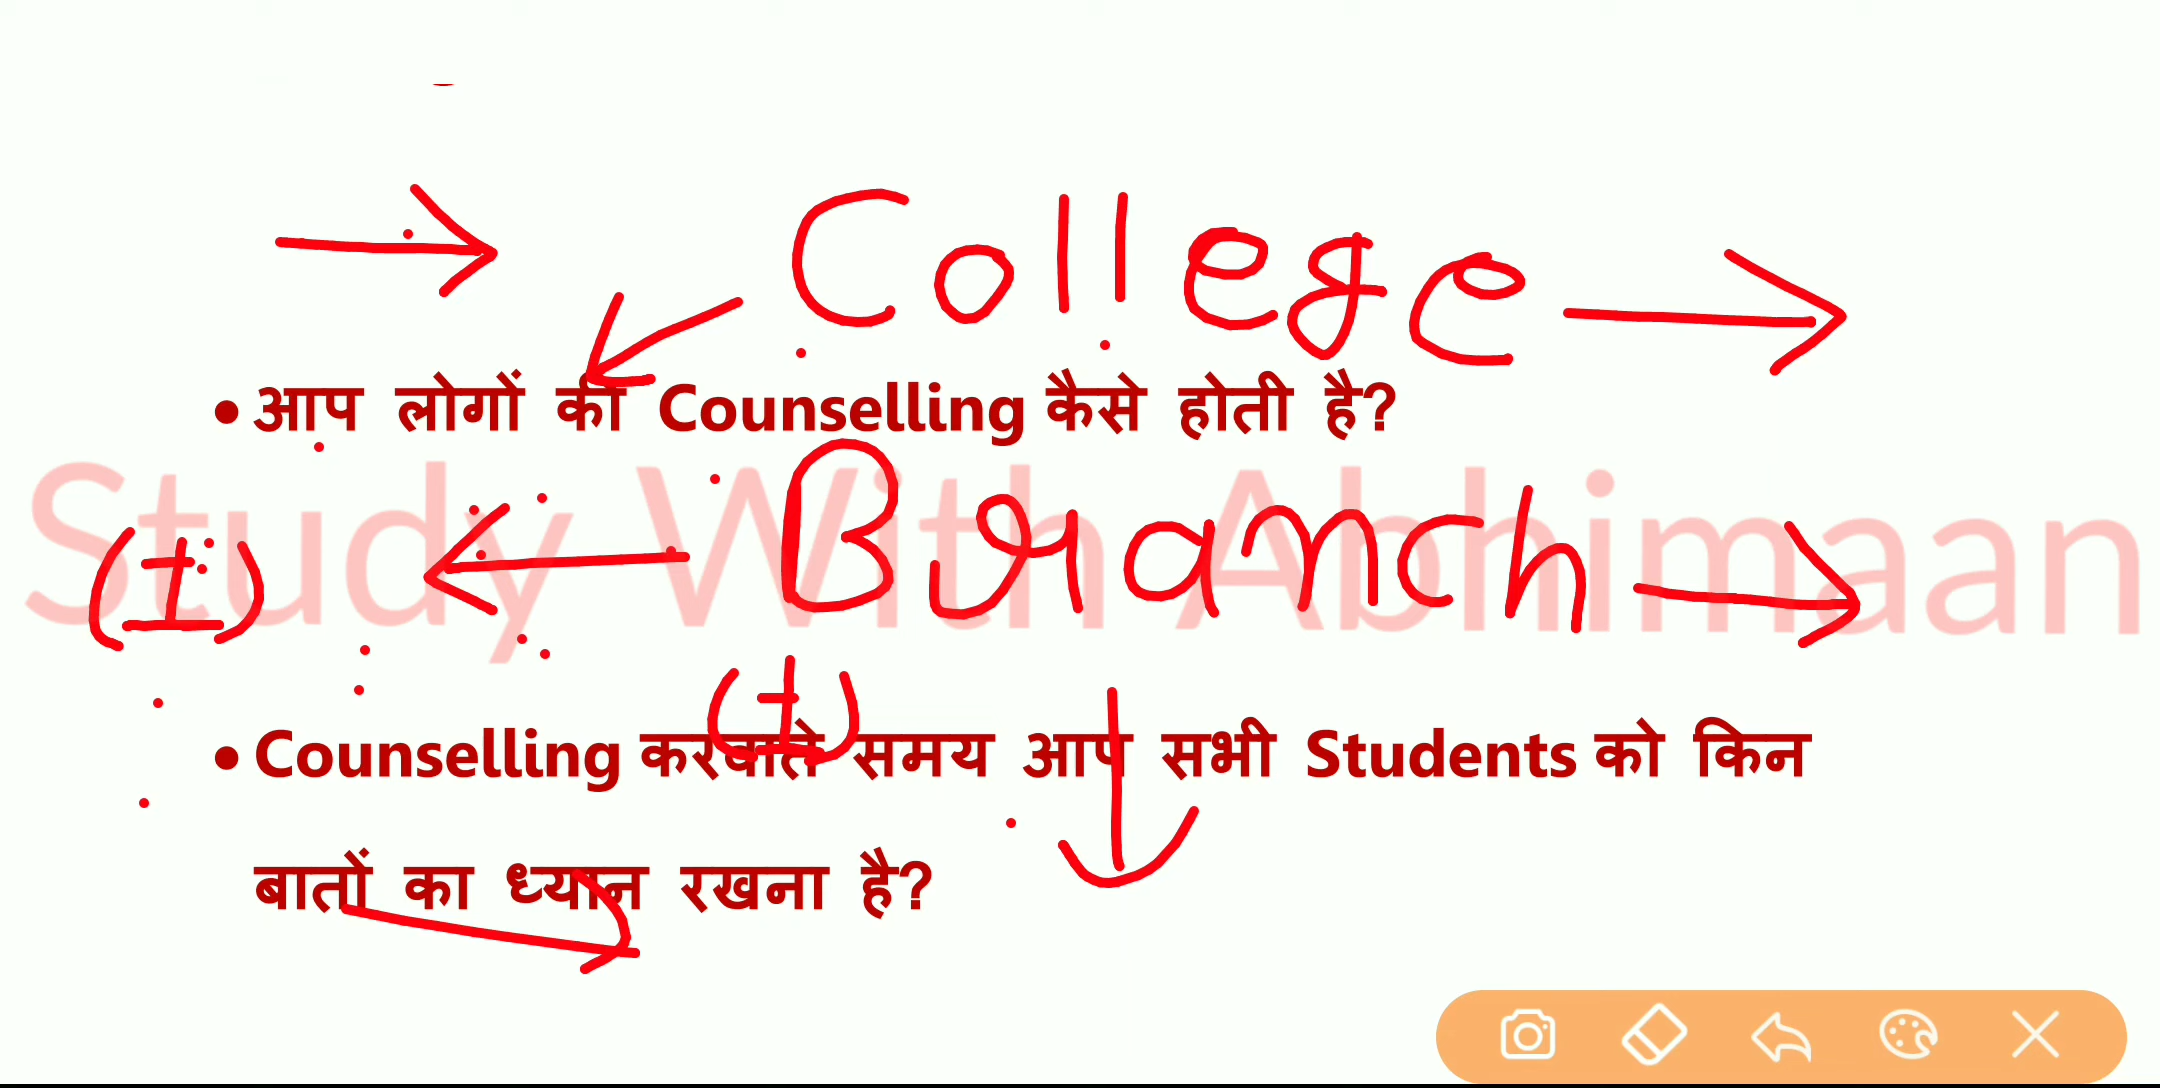 College
• आप लोगों की Counselling कैसे होती है?
Study With Abhimaan
Branch
• Counselling करवाते समय आप सभी Students को किन
बातों का ध्यान रखना है?